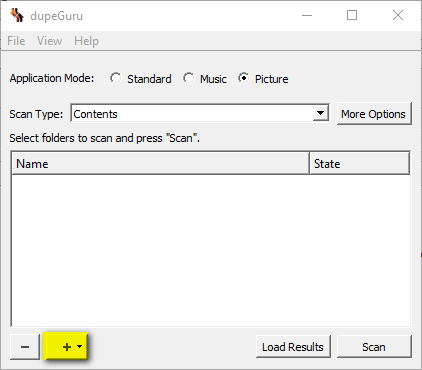 dupeGuru
File View Help
Application Mode: Standard Music Picture
Scan Type: Contents More Options
Select folders to scan and press "Scan".
Name State
− + Load Results Scan